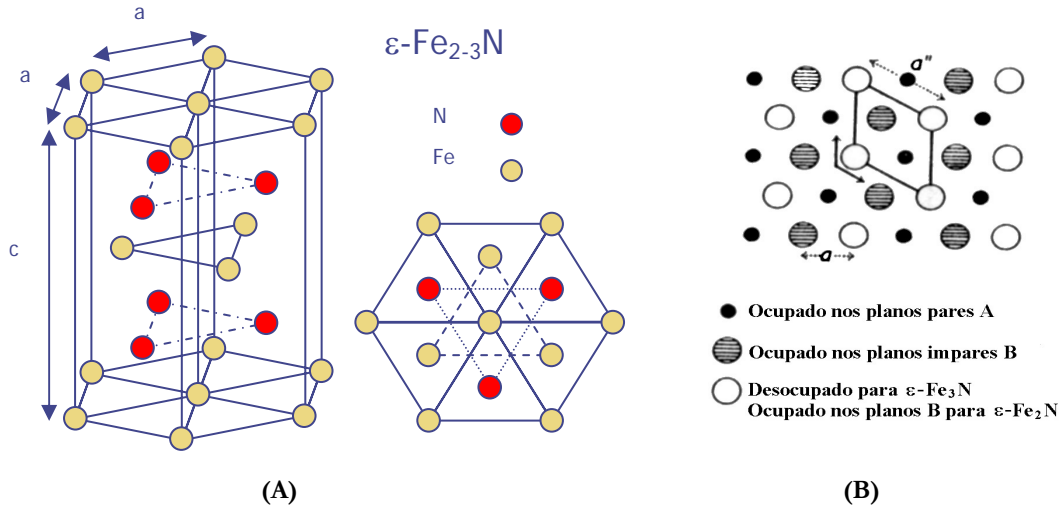 a
a
c
ε-Fe2-3N
N
Fe
(A)
a"
a
Ocupado nos planos pares A
Ocupado nos planos impares B
Desocupado para ε-Fe3N
Ocupado nos planos B para ε-Fe2N
(B)